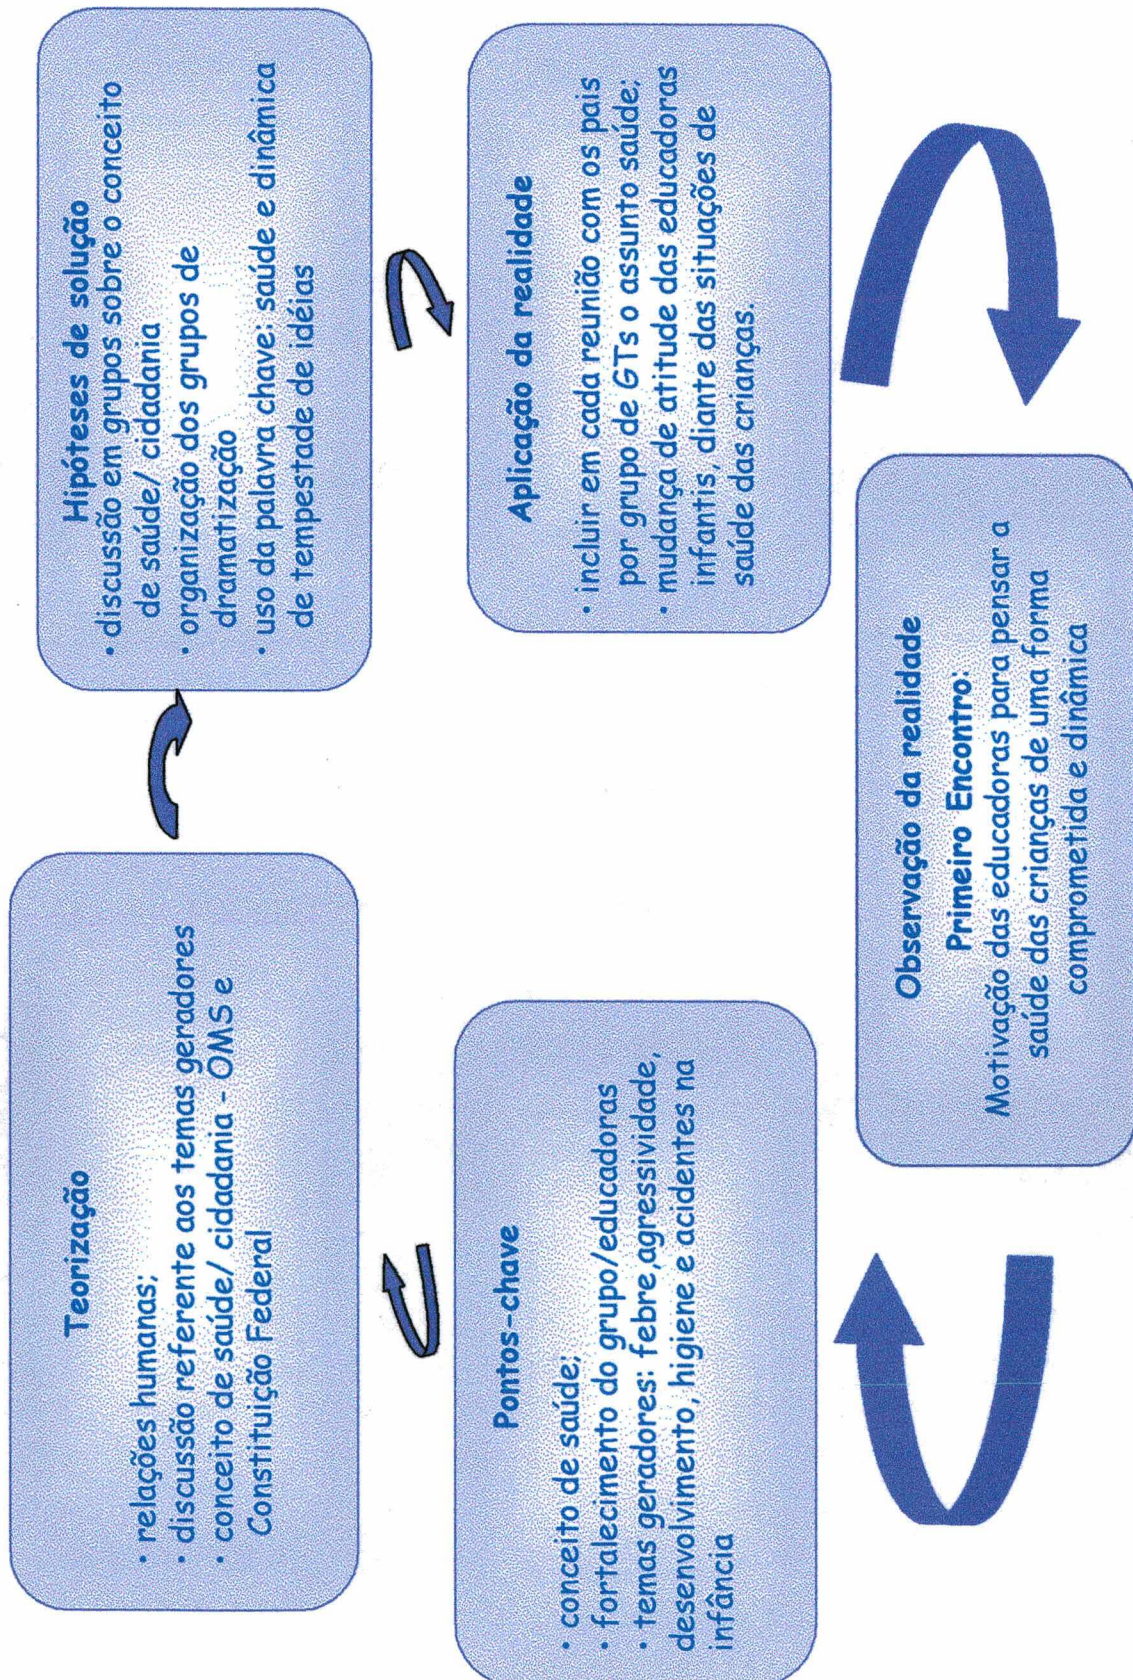 Teorização
• relações humanas;
• discussão referente aos temas geradores
• conceito de saúde/ cidadania - OMS e
Constituição Federal
Hipóteses de solução
• discussão em grupos sobre o conceito
de saúde/ cidadania
• organização dos grupos de
dramatização
• uso da palavra chave: saúde e dinâmica
de tempestade de idéias
Pontos-chave
• conceito de saúde;
• fortalecimento do grupo/educadoras
• temas geradores: febre,agressividade,
desenvolvimento, higiene e acidentes na
infância
Aplicação da realidade
• incluir em cada reunião com os pais
por grupo de GTs o assunto saúde;
• mudança de atitude das educadoras
infantis, diante das situações de
saúde das crianças.
Observação da realidade
Primeiro Encontro:
Motivação das educadoras para pensar a
saúde das crianças de uma forma
comprometida e dinâmica